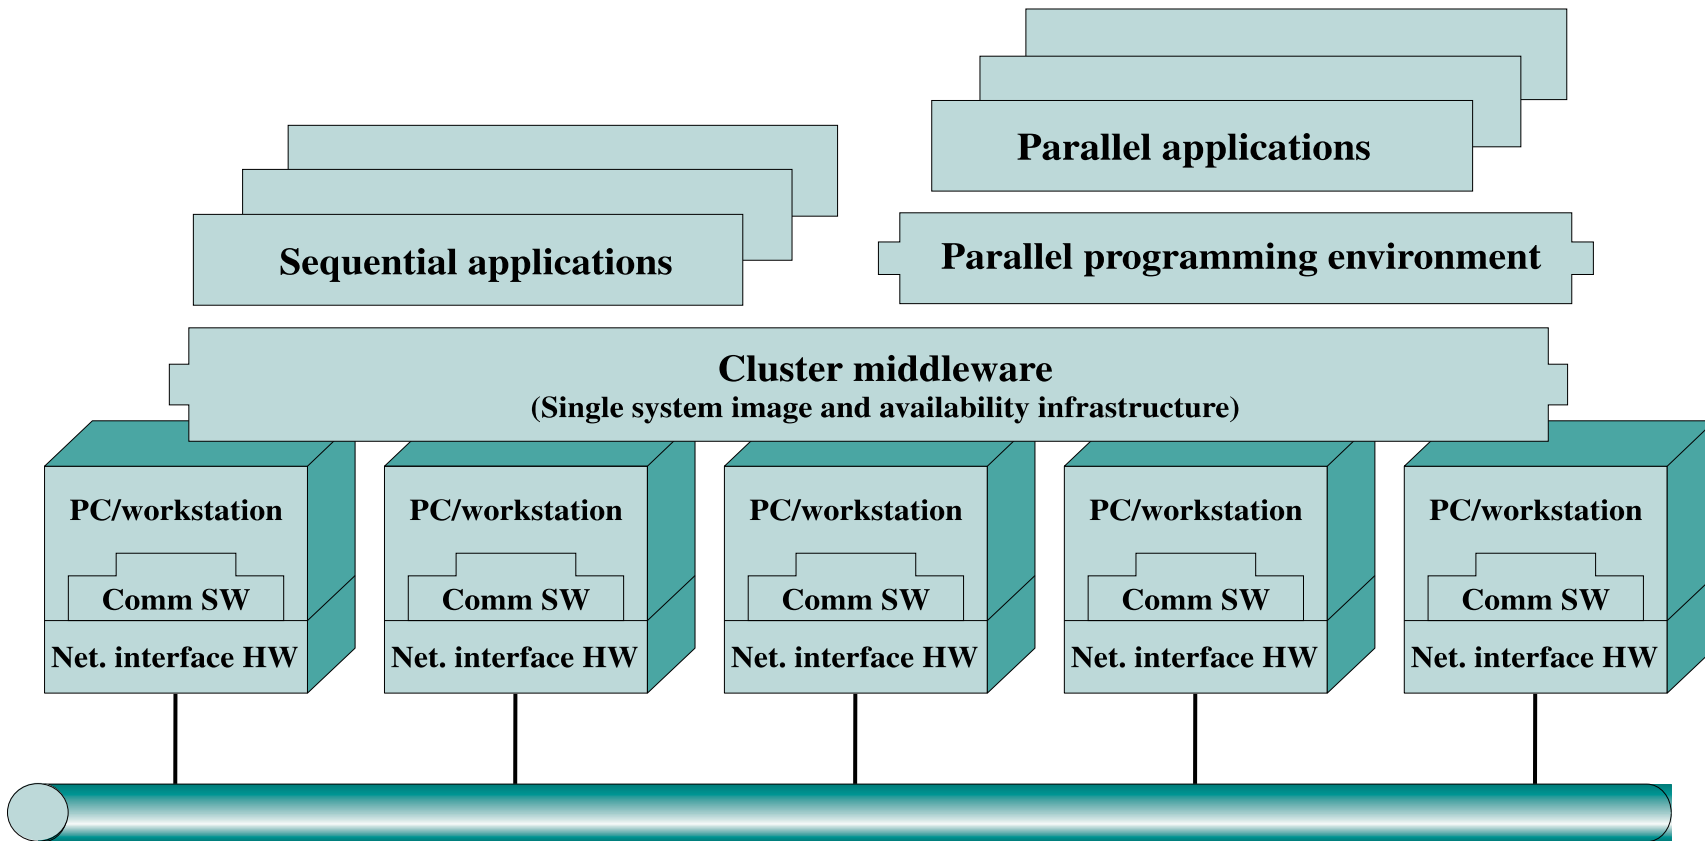 Parallel applications
Sequential applications
Parallel programming environment
Cluster middleware
(Single system image and availability infrastructure)
PC/workstation
PC/workstation
PC/workstation
PC/workstation
PC/workstation
Comm SW
Comm SW
Comm SW
Comm SW
Comm SW
Net. interface HW
Net. interface HW
Net. interface HW
Net. interface HW
Net. interface HW